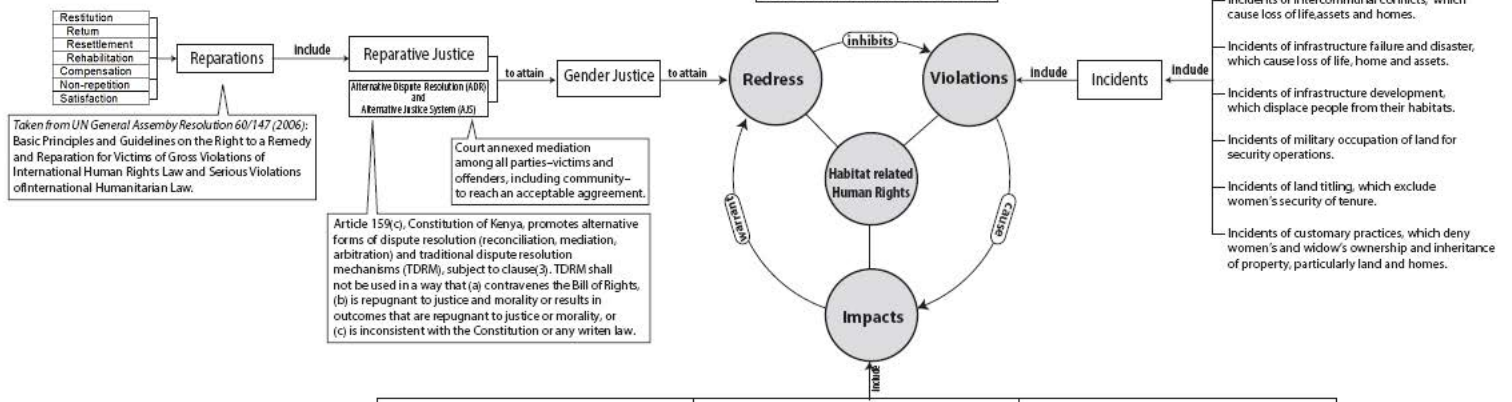 Restitution
Return
Resettlement
Rehabilitation
Compensation
Non-repetition
Satisfaction
Reparations
include
Reparative Justice
Alternative Dispute Resolution (ADR)
and
Alternative Justice System (AJS)
to attain
Gender Justice
to attain
Redress
inhibits
Violations
include
Incidents
include
Incidents of intercommunal conflicts, which
cause loss of life,assets and homes.
Incidents of infrastructure failure and disaster,
which cause loss of life, home and assets.
Incidents of infrastructure development,
which displace people from their habitats.
Incidents of military occupation of land for
security operations.
Incidents of land titling, which exclude
women's security of tenure.
Incidents of customary practices, which deny
women's and widow's ownership and inheritance
of property, particularly land and homes.
Taken from UN General Assemby Resolution 60/147 (2006):
Basic Principles and Guidelines on the Right to a Remedy
and Reparation for Victims of Gross Violations of
International Human Rights Law and Serious Violations
ofInternational Humanitarian Law.
Court annexed mediation
among all parties–victims and
offenders, including community–
to reach an acceptable aggreement.
Article 159(c), Constitution of Kenya, promotes alternative
forms of dispute resolution (reconciliation, mediation,
arbitration) and traditional dispute resolution
mechanisms (TDRM), subject to clause(3). TDRM shall
not be used in a way that (a) contravenes the Bill of Rights,
(b) is repugnant to justice and morality or results in
outcomes that are repugnant to justice or morality, or
(c) is inconsistent with the Constitution or any writen law.
Habitat related
Human Rights
warrant
cause
Impacts
include